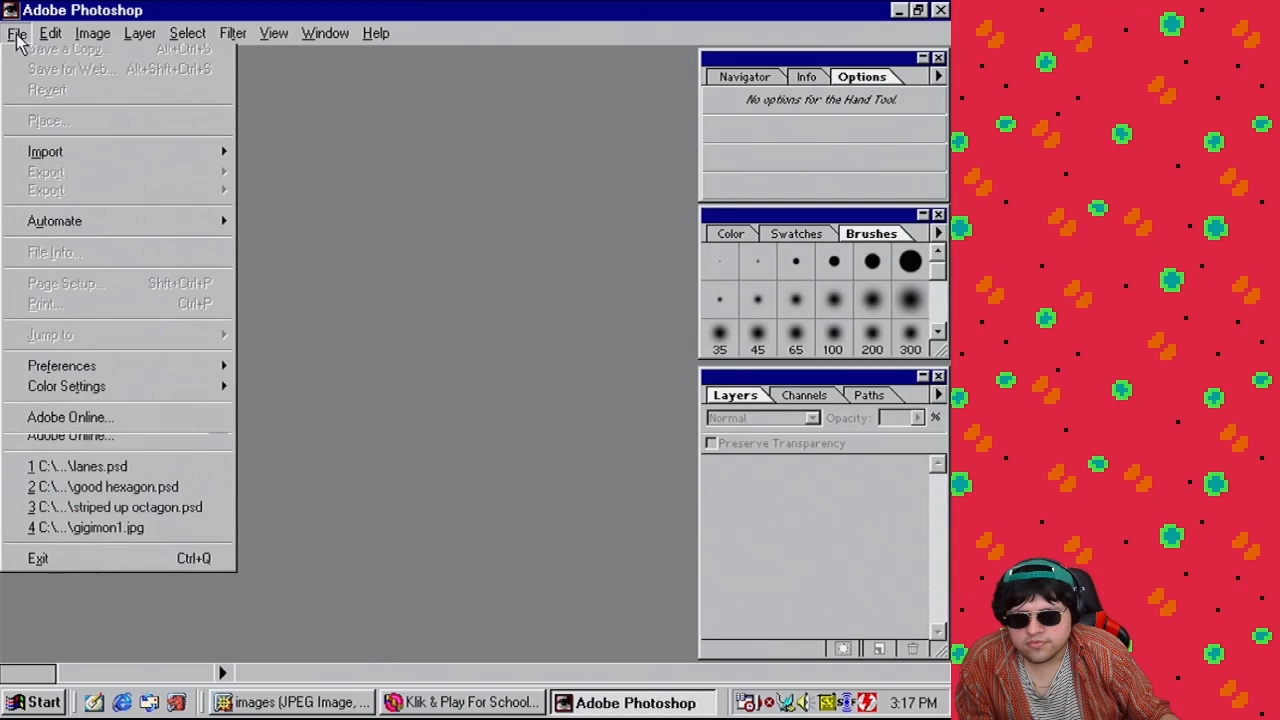 Adobe Photoshop
File Edit Image Layer Select Filter View Window Help
Save a Copy... Alt+Ctrl+S
Save for Web... Alt+Shft+Ctrl+S
Revert
Place...
Import
Export
Export
Automate
File Info...
Page Setup... Shft+Ctrl+P
Print... Ctrl+P
Jump to
Preferences
Color Settings
Adobe Online...
Adobe Online...
1 C:\...\lanes.psd
2 C:\...\good hexagon.psd
3 C:\...\striped up octagon.psd
4 C:\...\gigimon1.jpg
Exit Ctrl+Q
Navigator Info Options
No options for the Hand Tool.
Color Swatches Brushes
35 45 65 100 200 300
Layers Channels Paths
Normal Opacity: %
Preserve Transparency
Start images (JPEG Image, ... Klik & Play For School... Adobe Photoshop 3:17 PM